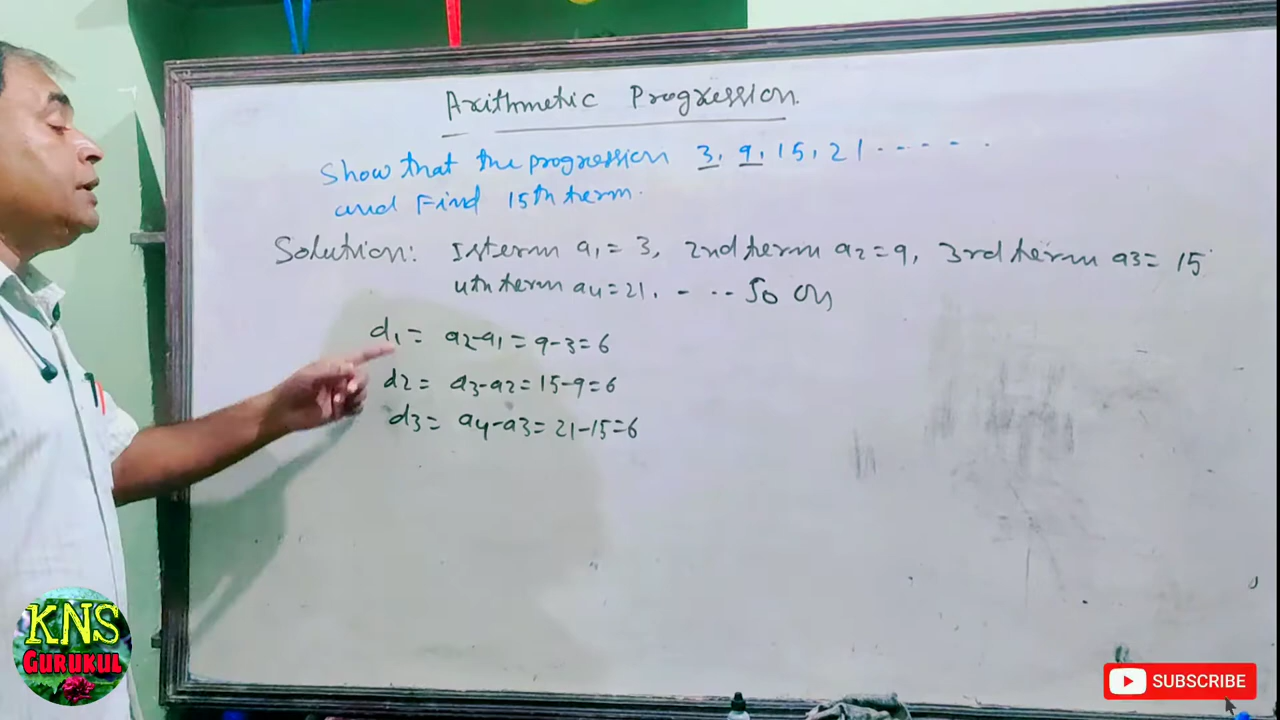 Arithmetic Progression.
Show that the progression 3, 9, 15, 21 - - - - - .
and Find 15th term.
Solution: Ist term a1 = 3, 2nd term a2 = 9, 3rd term a3 = 15
4th term a4 = 21, - - - - So on
d1 = a2-a1 = 9-3 = 6
d2 = a3-a2 = 15-9 = 6
d3 = a4-a3 = 21-15 = 6
KNS
GURUKUL
SUBSCRIBE